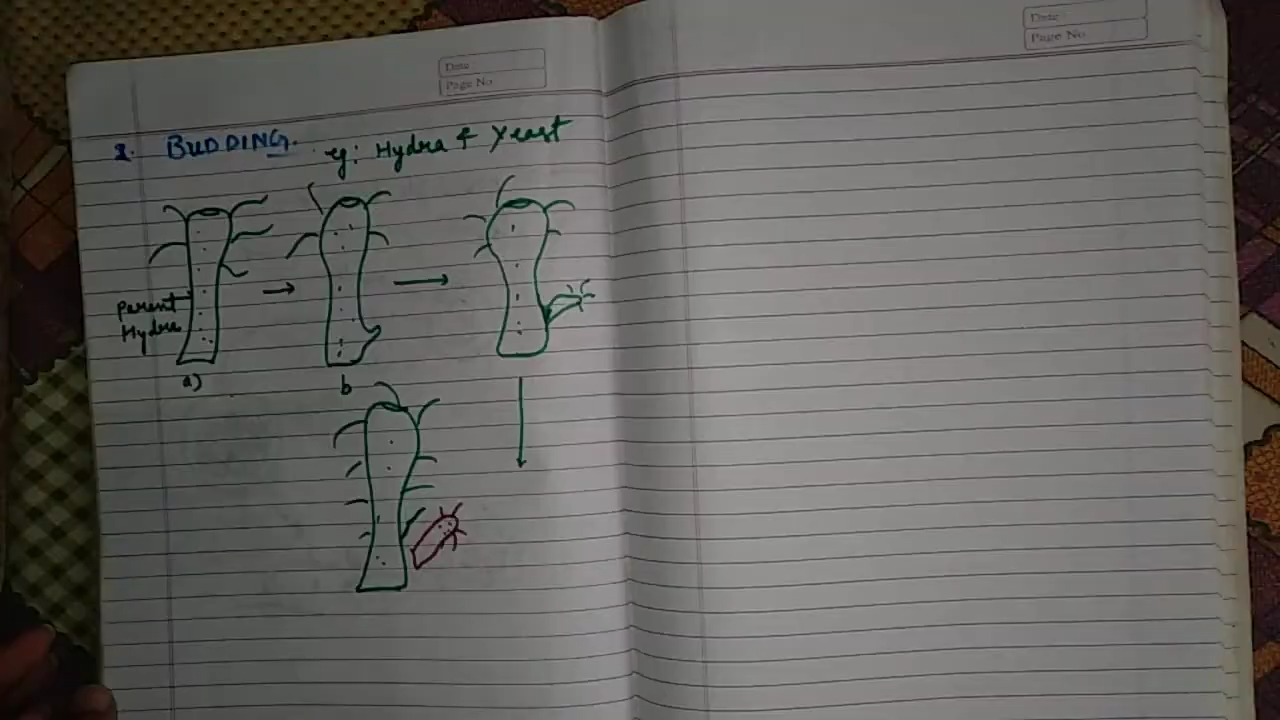 Date
Page No
Date
Page No
2. BUDDING. eg: Hydra & Yeast
Parent
Hydra
a)
b